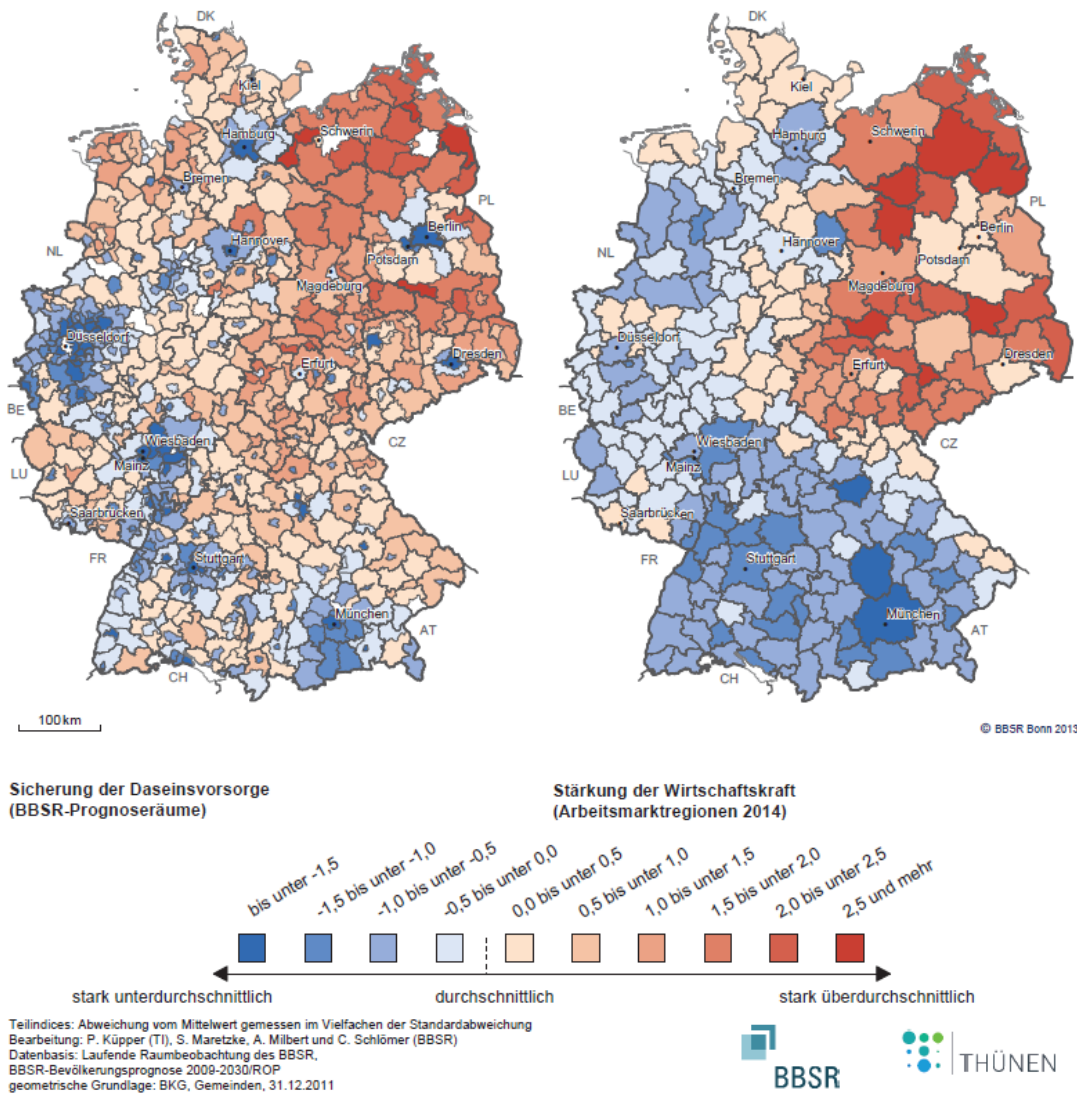 DK
Kiel
Hamburg
Schwerin
Bremen
PL
Berlin
NL
Hannover
Potsdam
Magdeburg
Düsseldorf
Erfurt
Dresden
BE
Wiesbaden
CZ
LU
Mainz
Saarbrücken
FR
Stuttgart
München
AT
CH
100 km
DK
Kiel
Schwerin
Hamburg
Bremen
PL
Berlin
NL
Hannover
Potsdam
Magdeburg
Düsseldorf
Erfurt
Dresden
BE
Wiesbaden
CZ
LU
Mainz
Saarbrücken
FR
Stuttgart
München
AT
CH
© BBSR Bonn 2013
Sicherung der Daseinsvorsorge
(BBSR-Prognoseräume)
Stärkung der Wirtschaftskraft
(Arbeitsmarktregionen 2014)
bis unter -1,5
-1,5 bis unter -1,0
-1,0 bis unter -0,5
-0,5 bis unter 0,0
0,0 bis unter 0,5
0,5 bis unter 1,0
1,0 bis unter 1,5
1,5 bis unter 2,0
2,0 bis unter 2,5
2,5 und mehr
stark unterdurchschnittlich
durchschnittlich
stark überdurchschnittlich
Teilindices: Abweichung vom Mittelwert gemessen im Vielfachen der Standardabweichung
Bearbeitung: P. Küpper (TI), S. Maretzke, A. Milbert und C. Schlömer (BBSR)
Datenbasis: Laufende Raumbeobachtung des BBSR,
BBSR-Bevölkerungsprognose 2009-2030/ROP
geometrische Grundlage: BKG, Gemeinden, 31.12.2011
BBSR
THÜNEN